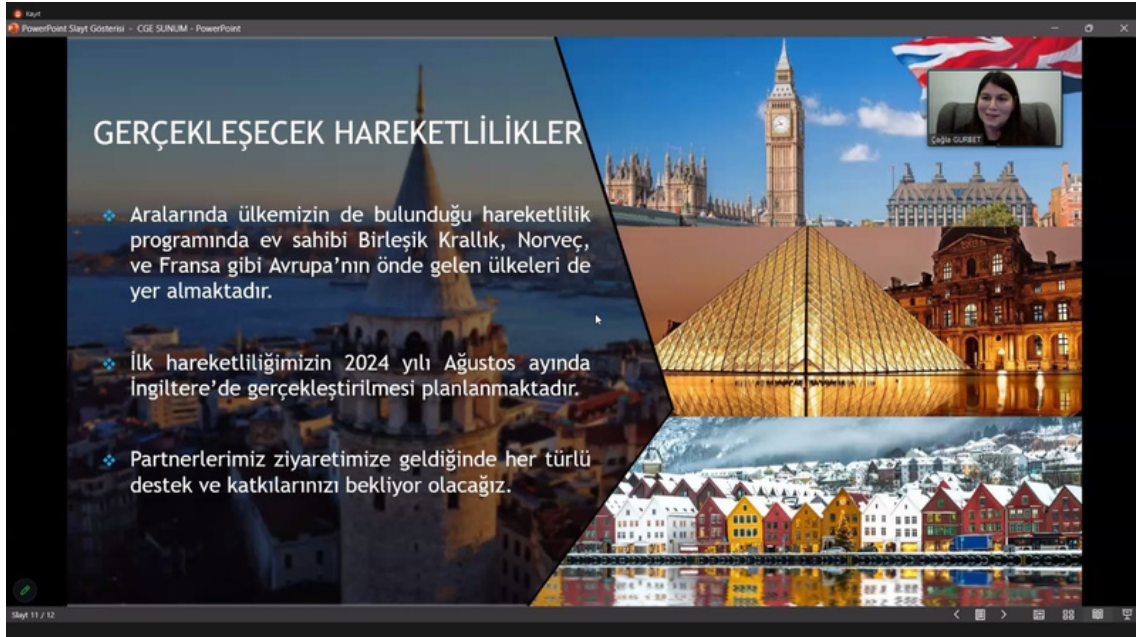 Kayıt
PowerPoint Slayt Gösterisi - CGE SUNUM - PowerPoint
GERÇEKLEŞECEK HAREKETLİLİKLER
Aralarında ülkemizin de bulunduğu hareketlilik
programında ev sahibi Birleşik Krallık, Norveç,
ve Fransa gibi Avrupa’nın önde gelen ülkeleri de
yer almaktadır.
İlk hareketliliğimizin 2024 yılı Ağustos ayında
İngiltere’de gerçekleştirilmesi planlanmaktadır.
Partnerlerimiz ziyaretimize geldiğinde her türlü
destek ve katkılarınızı bekliyor olacağız.
Çağla GURBET
Slayt 11 / 12